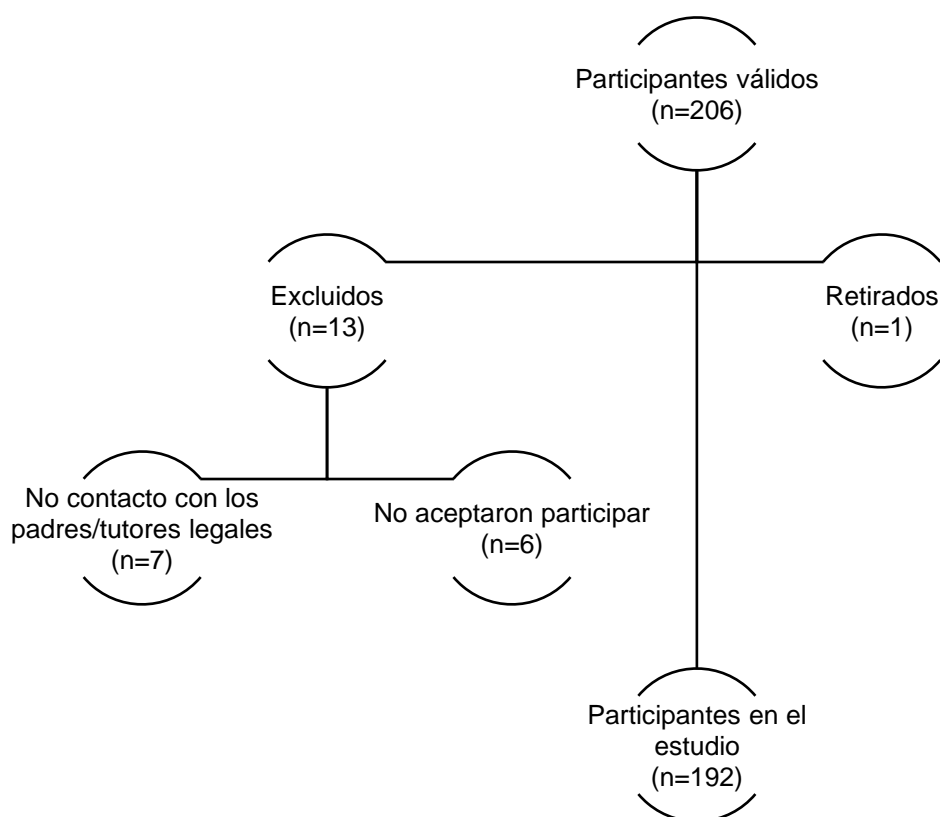 Participantes válidos
(n=206)
Excluidos
(n=13)
Retirados
(n=1)
No contacto con los
padres/tutores legales
(n=7)
No aceptaron participar
(n=6)
Participantes en el
estudio
(n=192)